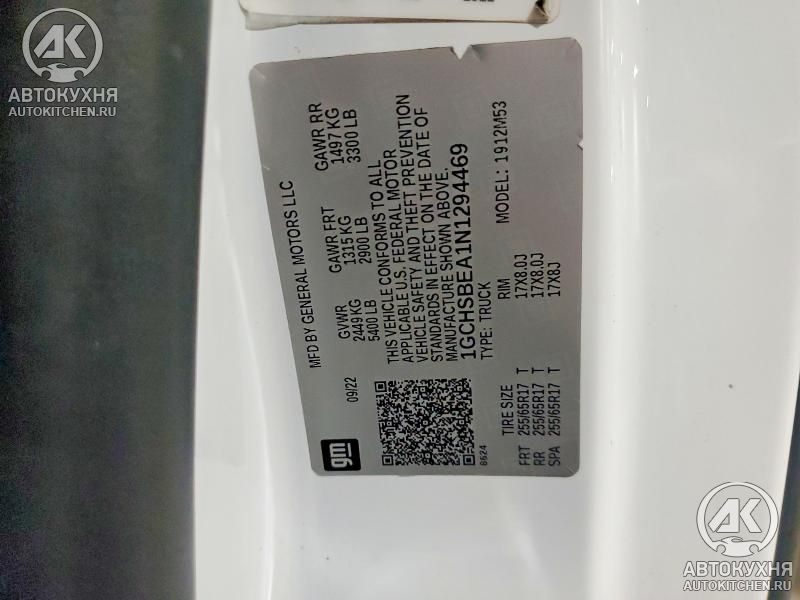 AK
АВТОКУХНЯ
AUTOKITCHEN.RU
gm
09/22
MFD BY GENERAL MOTORS LLC
GVWR GAWR FRT GAWR RR
2449 KG 1315 KG 1497 KG
5400 LB 2900 LB 3300 LB
THIS VEHICLE CONFORMS TO ALL
APPLICABLE U.S. FEDERAL MOTOR
VEHICLE SAFETY AND THEFT PREVENTION
STANDARDS IN EFFECT ON THE DATE OF
MANUFACTURE SHOWN ABOVE.
1GCHSBEA1N1294469
TYPE: TRUCK MODEL: 1912M53
8624
TIRE SIZE RIM
FRT 255/65R17 T 17X8.0J
RR 255/65R17 T 17X8.0J
SPA 255/65R17 T 17X8J
AK
АВТОКУХНЯ
AUTOKITCHEN.RU